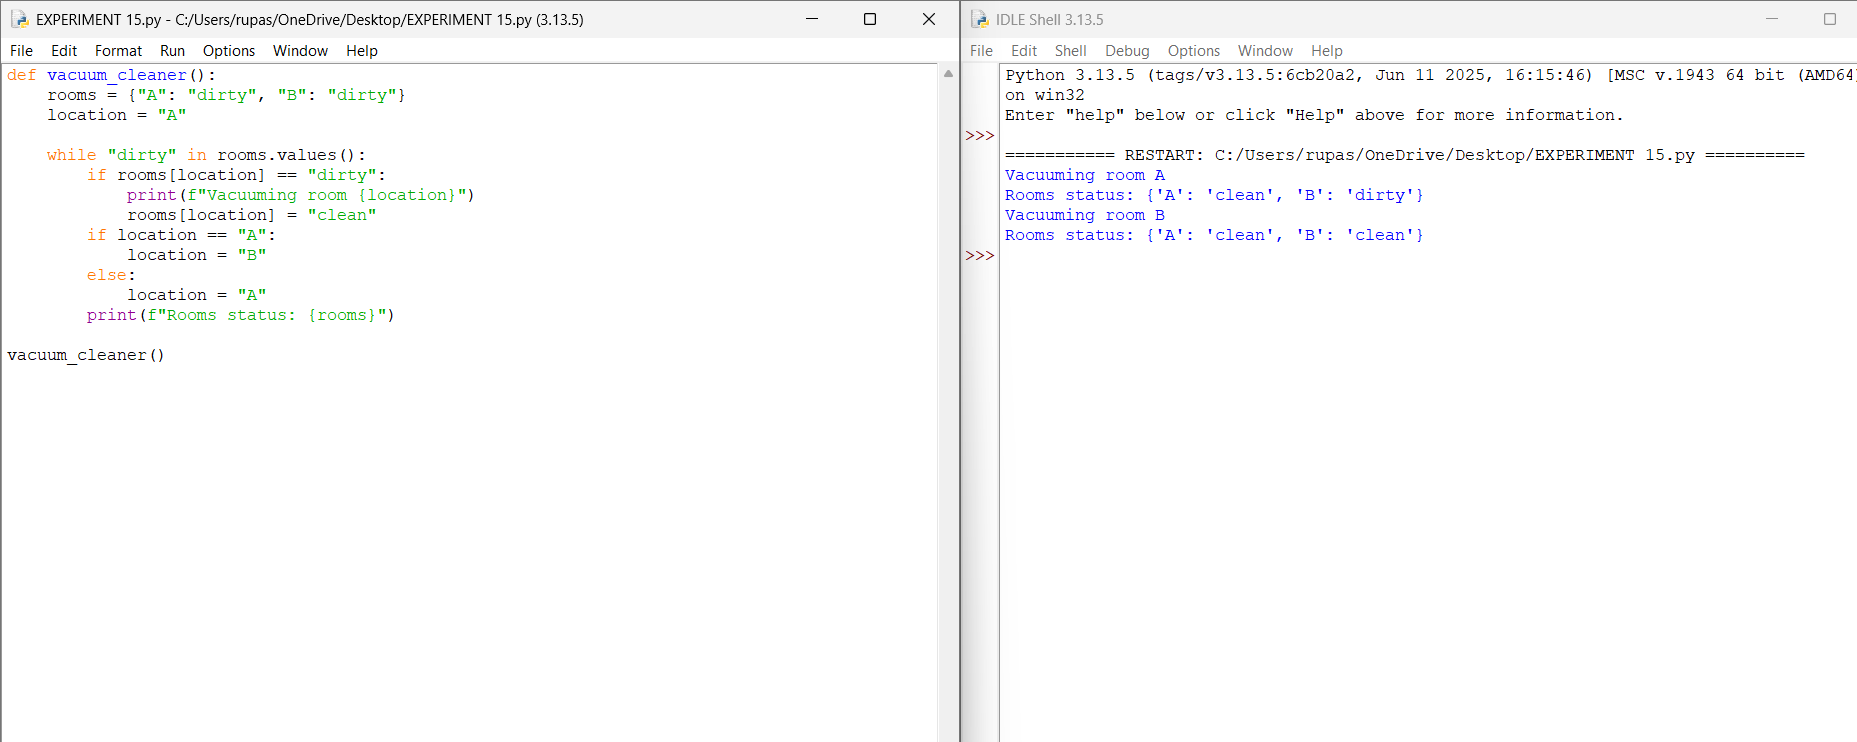 EXPERIMENT 15.py - C:/Users/rupas/OneDrive/Desktop/EXPERIMENT 15.py (3.13.5)
File Edit Format Run Options Window Help
def vacuum_cleaner():
    rooms = {"A": "dirty", "B": "dirty"}
    location = "A"

    while "dirty" in rooms.values():
        if rooms[location] == "dirty":
            print(f"Vacuuming room {location}")
            rooms[location] = "clean"
        if location == "A":
            location = "B"
        else:
            location = "A"
        print(f"Rooms status: {rooms}")

vacuum_cleaner()
IDLE Shell 3.13.5
File Edit Shell Debug Options Window Help
Python 3.13.5 (tags/v3.13.5:6cb20a2, Jun 11 2025, 16:15:46) [MSC v.1943 64 bit (AMD64)]
on win32
Enter "help" below or click "Help" above for more information.
>>>
=========== RESTART: C:/Users/rupas/OneDrive/Desktop/EXPERIMENT 15.py ==========
Vacuuming room A
Rooms status: {'A': 'clean', 'B': 'dirty'}
Vacuuming room B
Rooms status: {'A': 'clean', 'B': 'clean'}
>>>